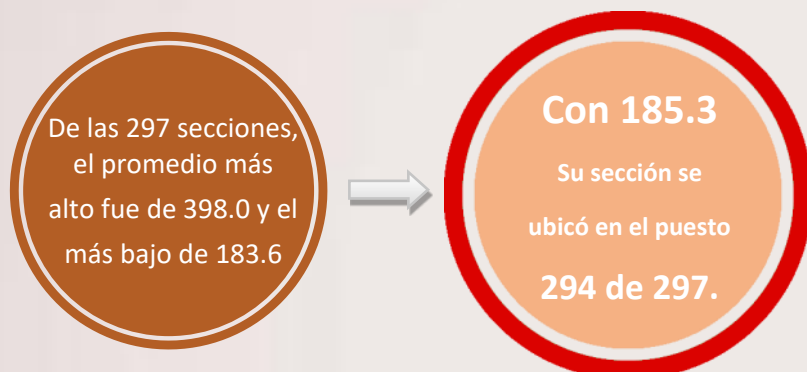 De las 297 secciones,
el promedio más
alto fue de 398.0 y el
más bajo de 183.6
Con 185.3
Su sección se
ubicó en el puesto
294 de 297.